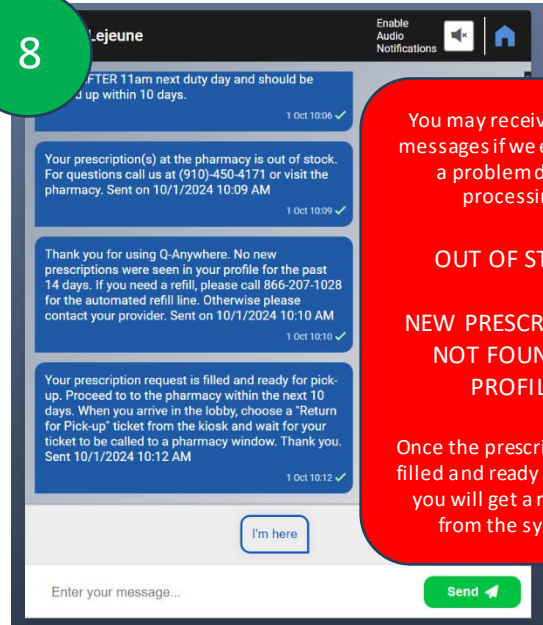 8
Lejeune
Enable
Audio
Notifications
AFTER 11am next duty day and should be
up within 10 days.
1 Oct 10:06
Your prescription(s) at the pharmacy is out of stock.
For questions call us at (910)-450-4171 or visit the
pharmacy. Sent on 10/1/2024 10:09 AM
1 Oct 10:09
Thank you for using Q-Anywhere. No new
prescriptions were seen in your profile for the past
14 days. If you need a refill, please call 866-207-1028
for the automated refill line. Otherwise please
contact your provider. Sent on 10/1/2024 10:10 AM
1 Oct 10:10
Your prescription request is filled and ready for pick-
up. Proceed to to the pharmacy within the next 10
days. When you arrive in the lobby, choose a "Return
for Pick-up" ticket from the kiosk and wait for your
ticket to be called to a pharmacy window. Thank you.
Sent 10/1/2024 10:12 AM
1 Oct 10:12
I'm here
Enter your message...
Send
You may receiv
messages if we e
a problem d
processi
OUT OF ST
NEW PRESCR
NOT FOUN
PROFIL
Once the prescri
filled and ready
you will get a
from the sy